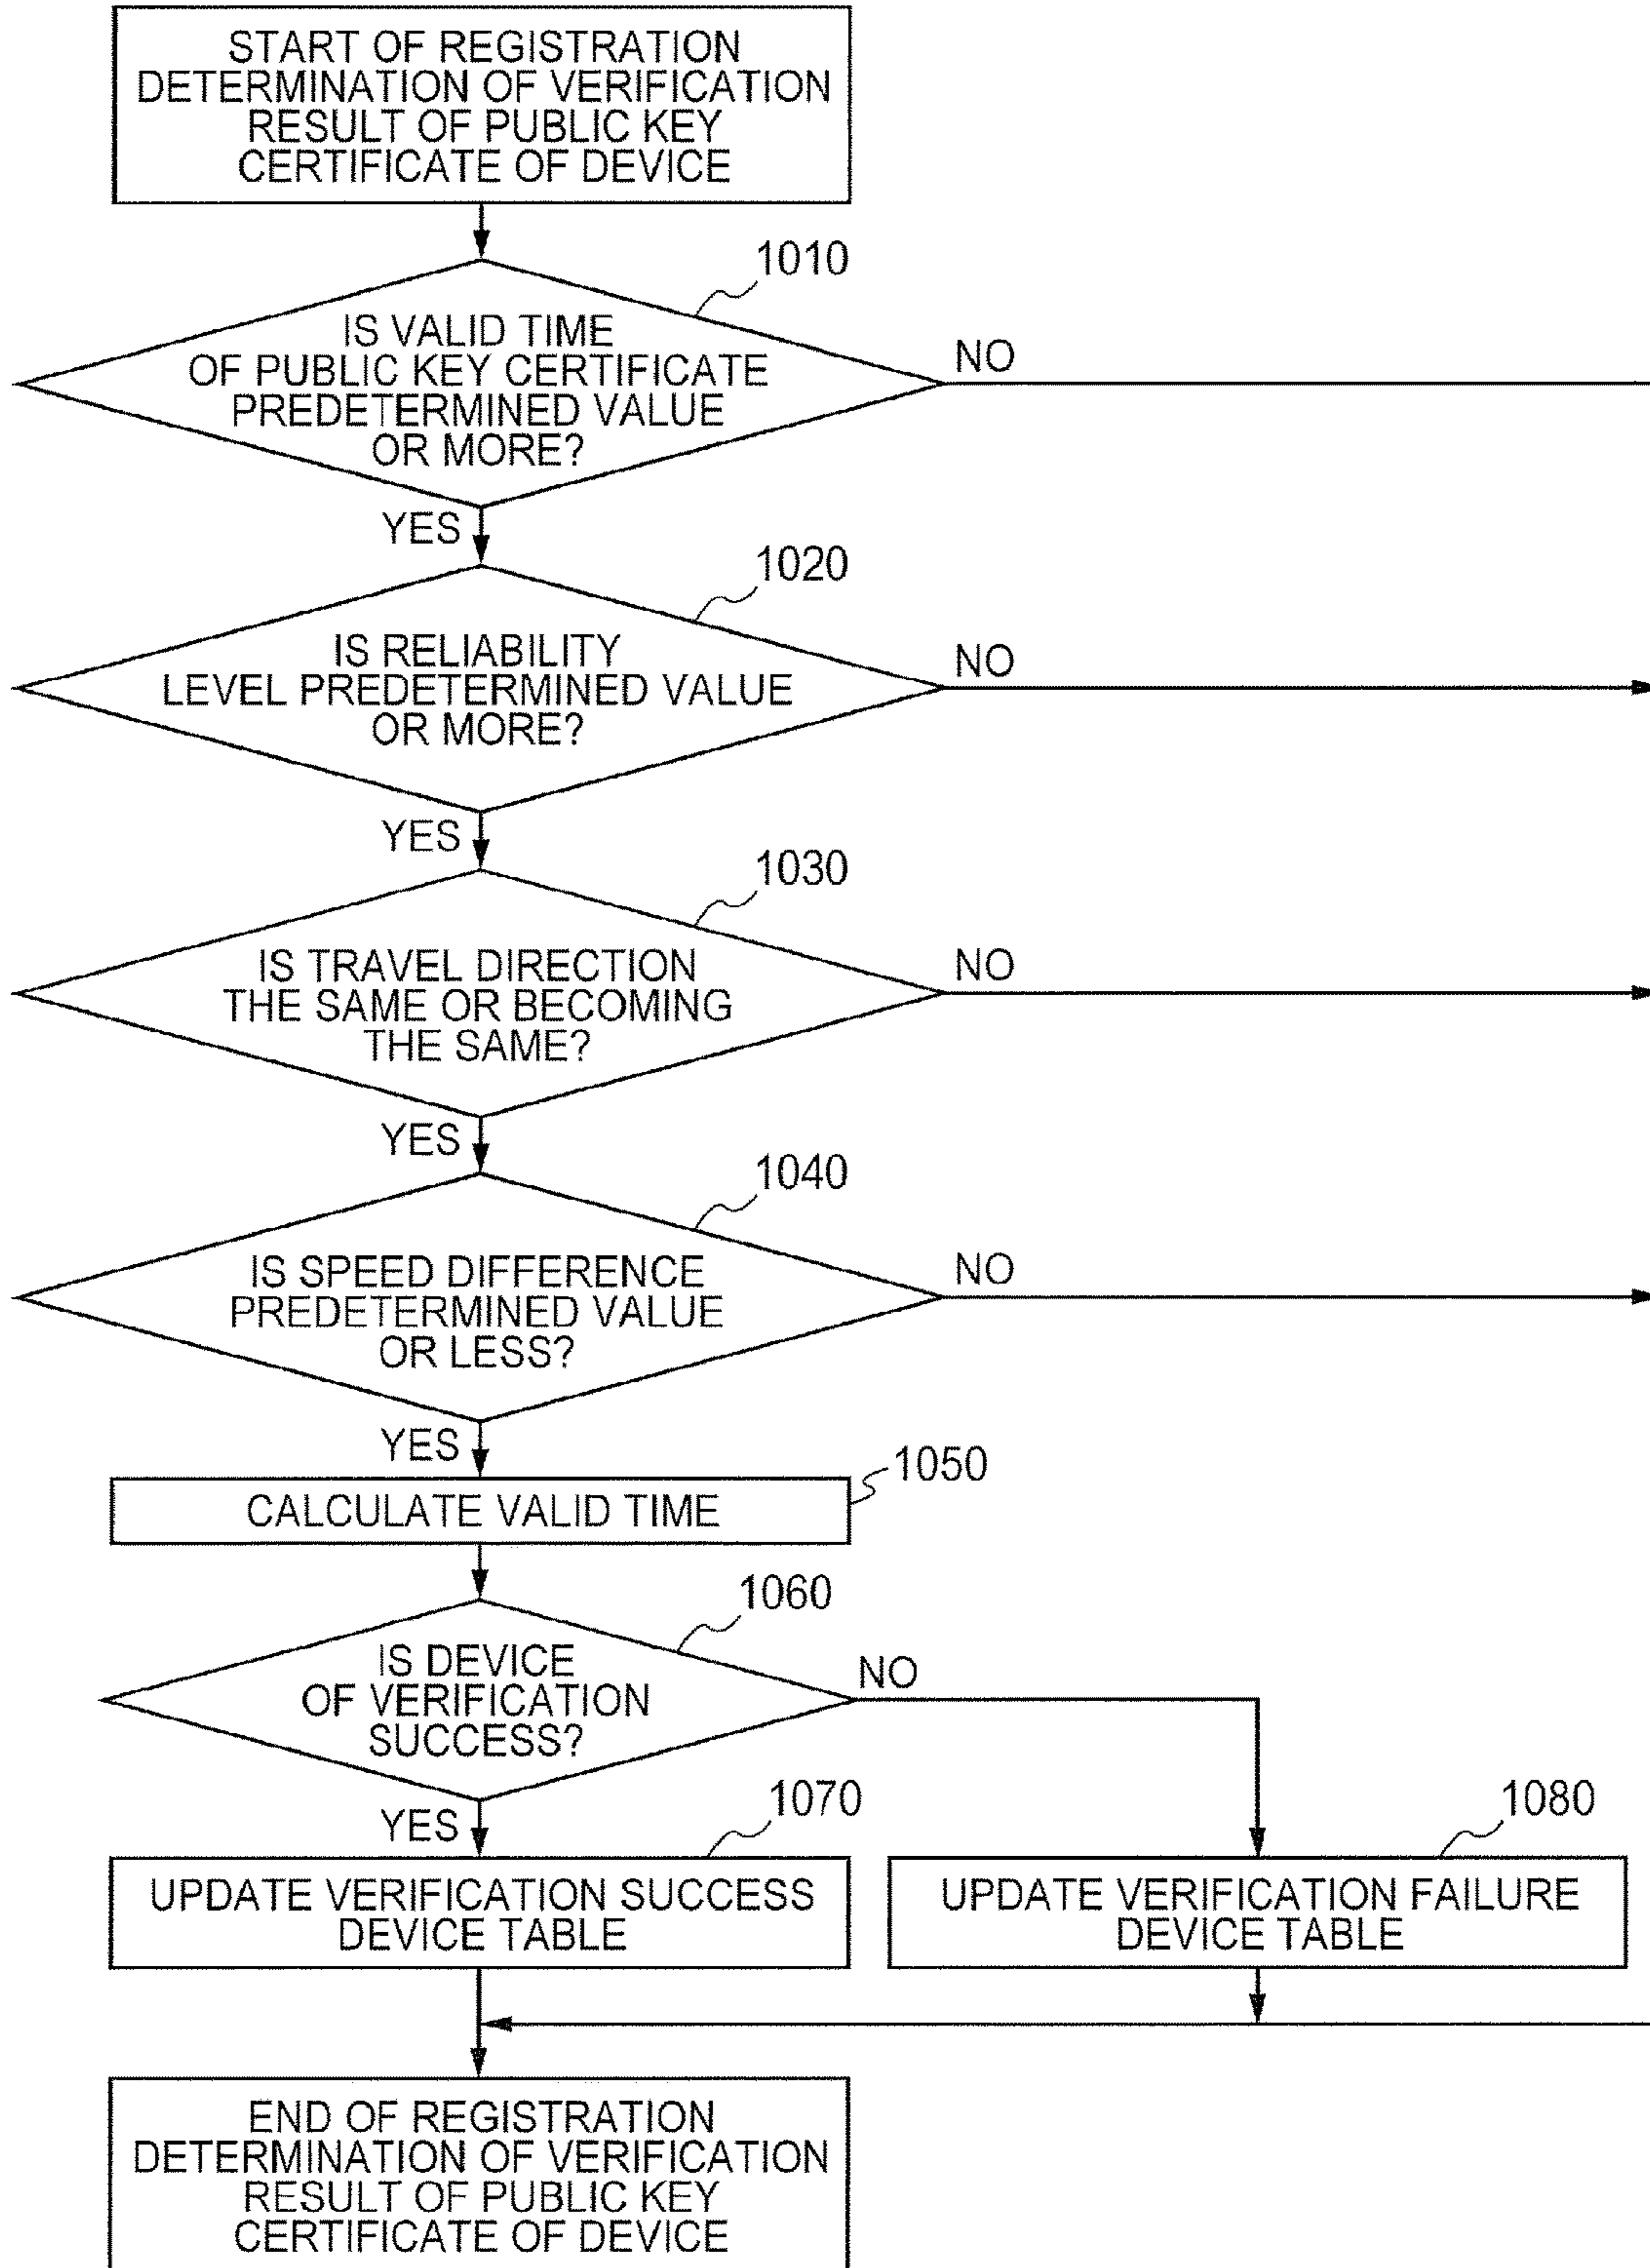 START OF REGISTRATION
DETERMINATION OF VERIFICATION
RESULT OF PUBLIC KEY
CERTIFICATE OF DEVICE
1010
IS VALID TIME
OF PUBLIC KEY CERTIFICATE
PREDETERMINED VALUE
OR MORE?
NO
YES
1020
IS RELIABILITY
LEVEL PREDETERMINED VALUE
OR MORE?
NO
YES
1030
IS TRAVEL DIRECTION
THE SAME OR BECOMING
THE SAME?
NO
YES
1040
IS SPEED DIFFERENCE
PREDETERMINED VALUE
OR LESS?
NO
YES
1050
CALCULATE VALID TIME
1060
IS DEVICE
OF VERIFICATION
SUCCESS?
NO
YES
1070
UPDATE VERIFICATION SUCCESS
DEVICE TABLE
1080
UPDATE VERIFICATION FAILURE
DEVICE TABLE
END OF REGISTRATION
DETERMINATION OF VERIFICATION
RESULT OF PUBLIC KEY
CERTIFICATE OF DEVICE